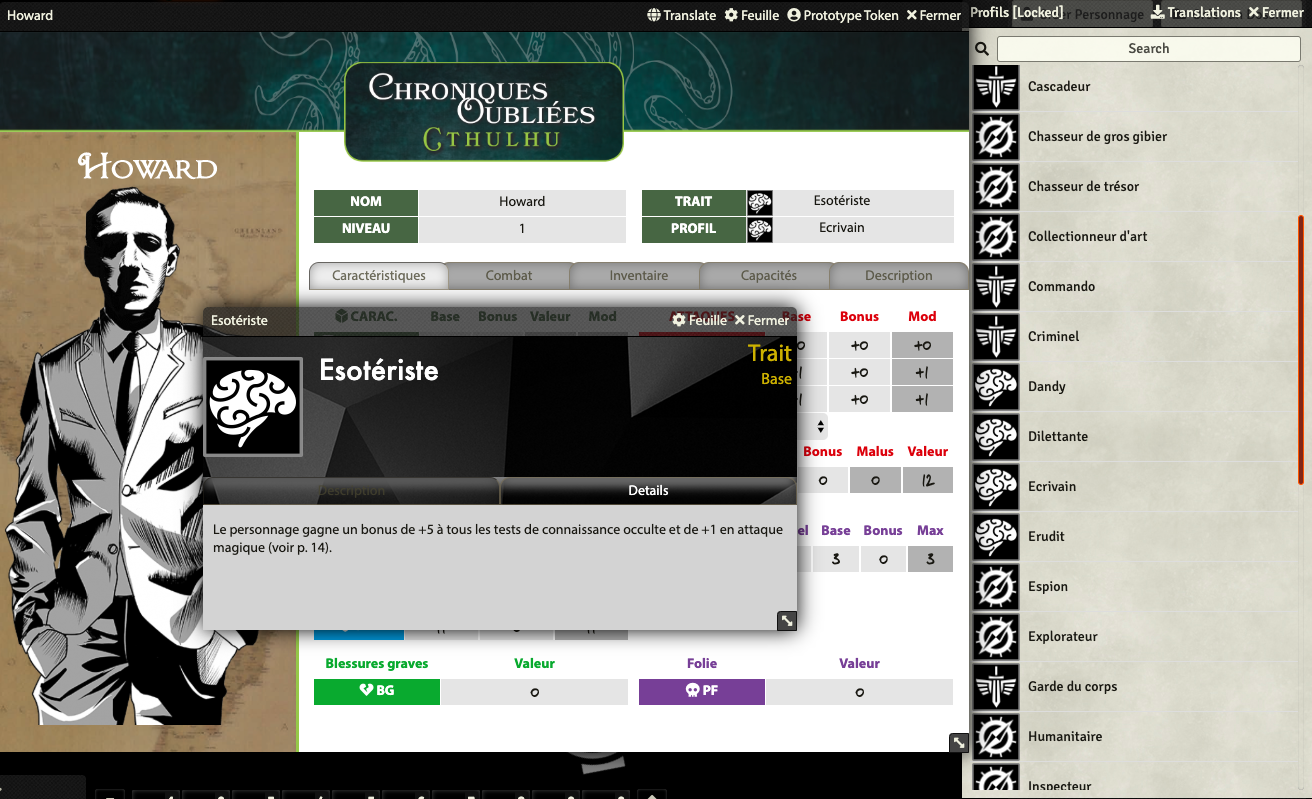 Howard
Translate Feuille Prototype Token Fermer
Profils [Locked] Translations Fermer
Search
CHRONIQUES
OUBLIÉES
CTHULHU
HOWARD
NOM Howard
NIVEAU 1
TRAIT Esotériste
PROFIL Ecrivain
Caractéristiques Combat Inventaire Capacités Description
CARAC. Base Bonus Valeur Mod
ATTAQUES Base Bonus Mod
+0 +0
+0 +1
+0 +1
Esotériste Feuille Fermer
Esotériste
Trait
Base
Description Details
Le personnage gagne un bonus de +5 à tous les tests de connaissance occulte et de +1 en attaque
magique (voir p. 14).
Bonus Malus Valeur
0 0 12
Base Bonus Max
3 0 3
Blessures graves Valeur Folie Valeur
BG 0 PF 0
Cascadeur
Chasseur de gros gibier
Chasseur de trésor
Collectionneur d'art
Commando
Criminel
Dandy
Dilettante
Ecrivain
Erudit
Espion
Explorateur
Garde du corps
Humanitaire
Inspecteur